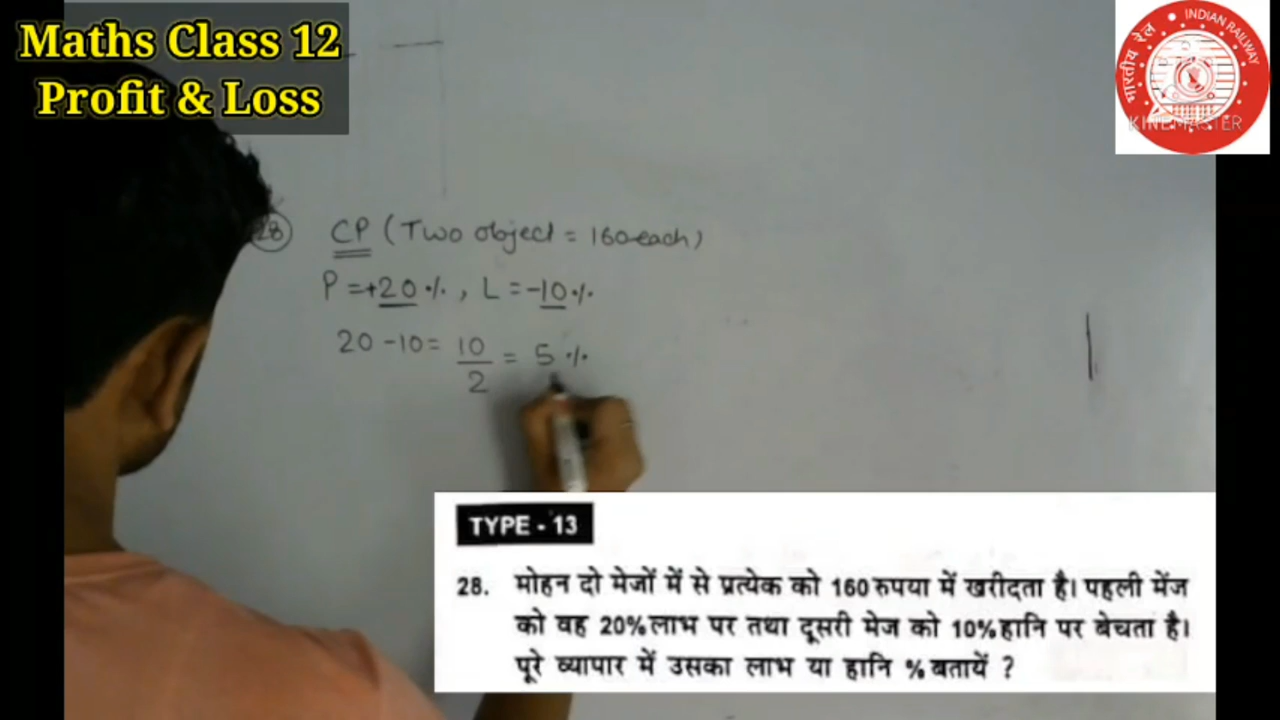 Maths Class 12
Profit & Loss
भारतीय रेल
INDIAN RAILWAY
KINEMASTER
28 CP (Two object = 160 each)
P = +20%, L = -10%
20 - 10 = 10/2 = 5%
TYPE - 13
28. मोहन दो मेजों में से प्रत्येक को 160 रुपया में खरीदता है। पहली मेंज
को वह 20% लाभ पर तथा दूसरी मेज को 10% हानि पर बेचता है।
पूरे व्यापार में उसका लाभ या हानि % बतायें ?